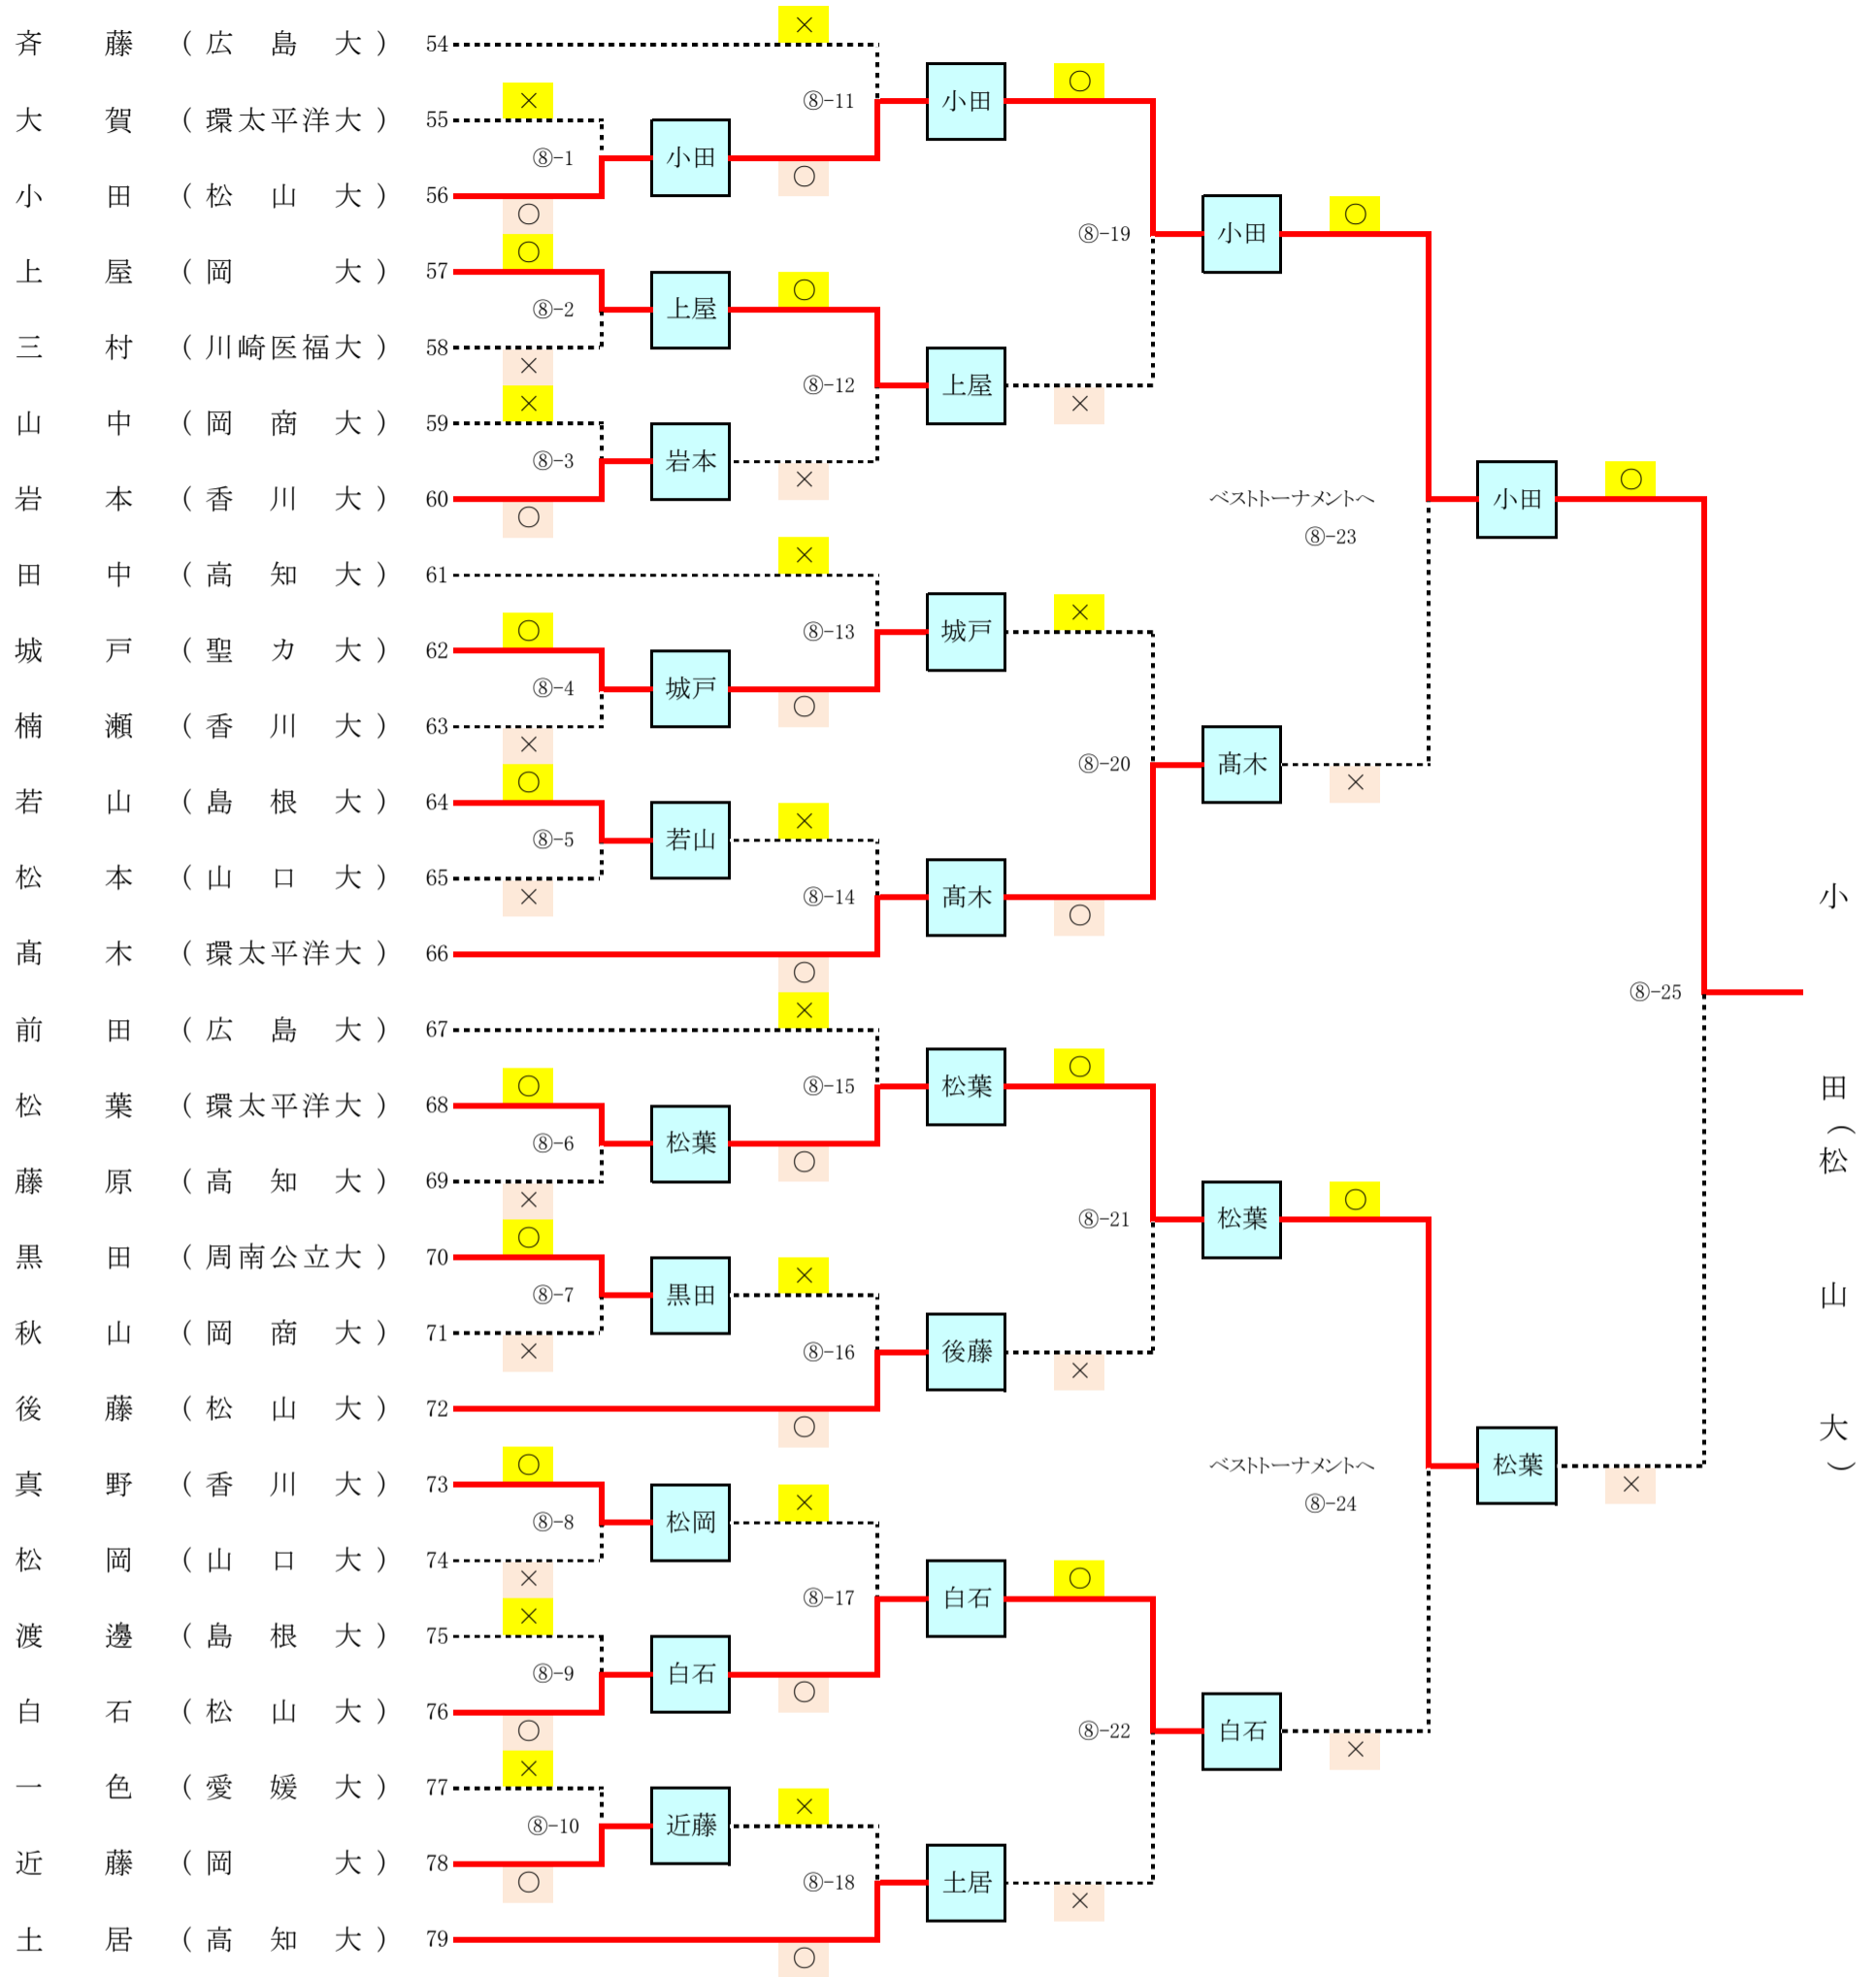 斉藤(広島大) 54
大賀(環太平洋大) 55
小田(松山大) 56
上屋(岡大) 57
三村(川崎医福大) 58
山中(岡商大) 59
岩本(香川大) 60
田中(高知大) 61
城戸(聖カ大) 62
楠瀬(香川大) 63
若山(島根大) 64
松本(山口大) 65
髙木(環太平洋大) 66
前田(広島大) 67
松葉(環太平洋大) 68
藤原(高知大) 69
黒田(周南公立大) 70
秋山(岡商大) 71
後藤(松山大) 72
真野(香川大) 73
松岡(山口大) 74
渡邊(島根大) 75
白石(松山大) 76
一色(愛媛大) 77
近藤(岡大) 78
土居(高知大) 79
×
○
○
×
×
○
○
×
○
×
○
×
○
×
○
×
×
○
×
○
⑧-1
⑧-2
⑧-3
⑧-4
⑧-5
⑧-6
⑧-7
⑧-8
⑧-9
⑧-10
小田
上屋
岩本
城戸
若山
松葉
黒田
松岡
白石
近藤
×
○
○
×
×
○
×
○
×
○
×
○
×
○
×
○
⑧-11
⑧-12
⑧-13
⑧-14
⑧-15
⑧-16
⑧-17
⑧-18
小田
上屋
城戸
髙木
松葉
後藤
白石
土居
○
×
×
○
○
×
○
×
⑧-19
⑧-20
⑧-21
⑧-22
小田
髙木
松葉
白石
○
×
○
×
ベストトーナメントへ
⑧-23
ベストトーナメントへ
⑧-24
小田
松葉
○
×
⑧-25
小田(松山大)